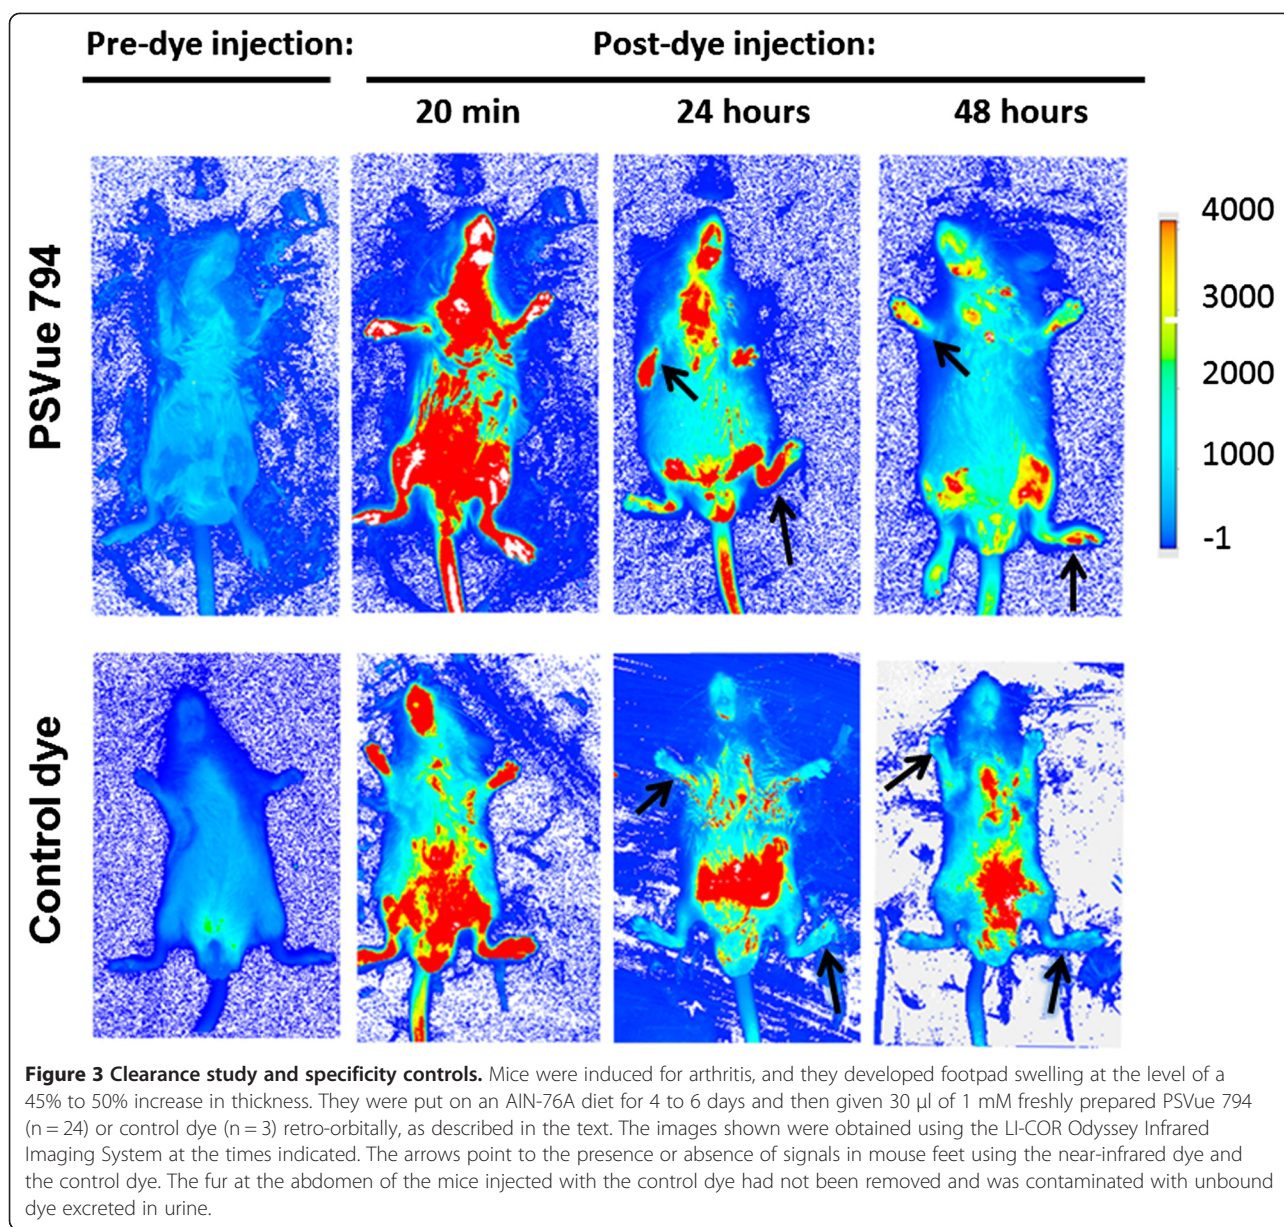 Pre-dye injection:
Post-dye injection:
20 min
24 hours
48 hours
PSVue 794
4000
3000
2000
1000
-1
Control dye
Figure 3 Clearance study and specificity controls. Mice were induced for arthritis, and they developed footpad swelling at the level of a
45% to 50% increase in thickness. They were put on an AIN-76A diet for 4 to 6 days and then given 30 μl of 1 mM freshly prepared PSVue 794
(n = 24) or control dye (n = 3) retro-orbitally, as described in the text. The images shown were obtained using the LI-COR Odyssey Infrared
Imaging System at the times indicated. The arrows point to the presence or absence of signals in mouse feet using the near-infrared dye and
the control dye. The fur at the abdomen of the mice injected with the control dye had not been removed and was contaminated with unbound
dye excreted in urine.